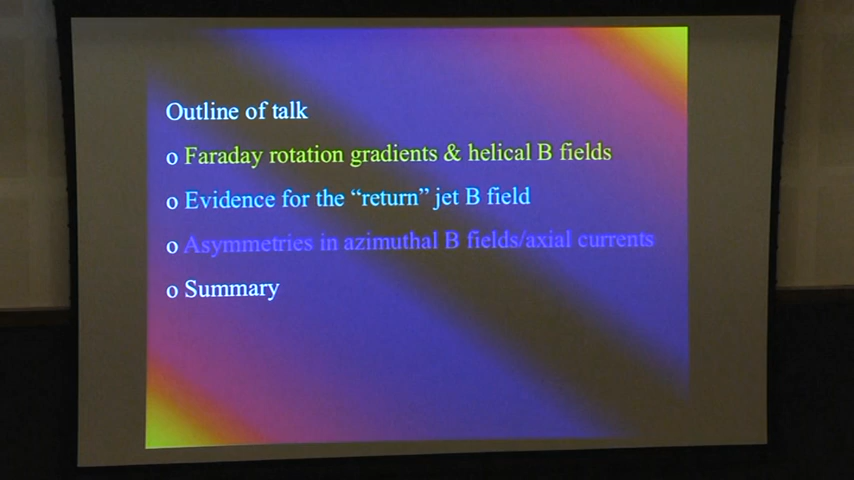 Outline of talk
o Faraday rotation gradients & helical B fields
o Evidence for the “return” jet B field
o Asymmetries in azimuthal B fields/axial currents
o Summary